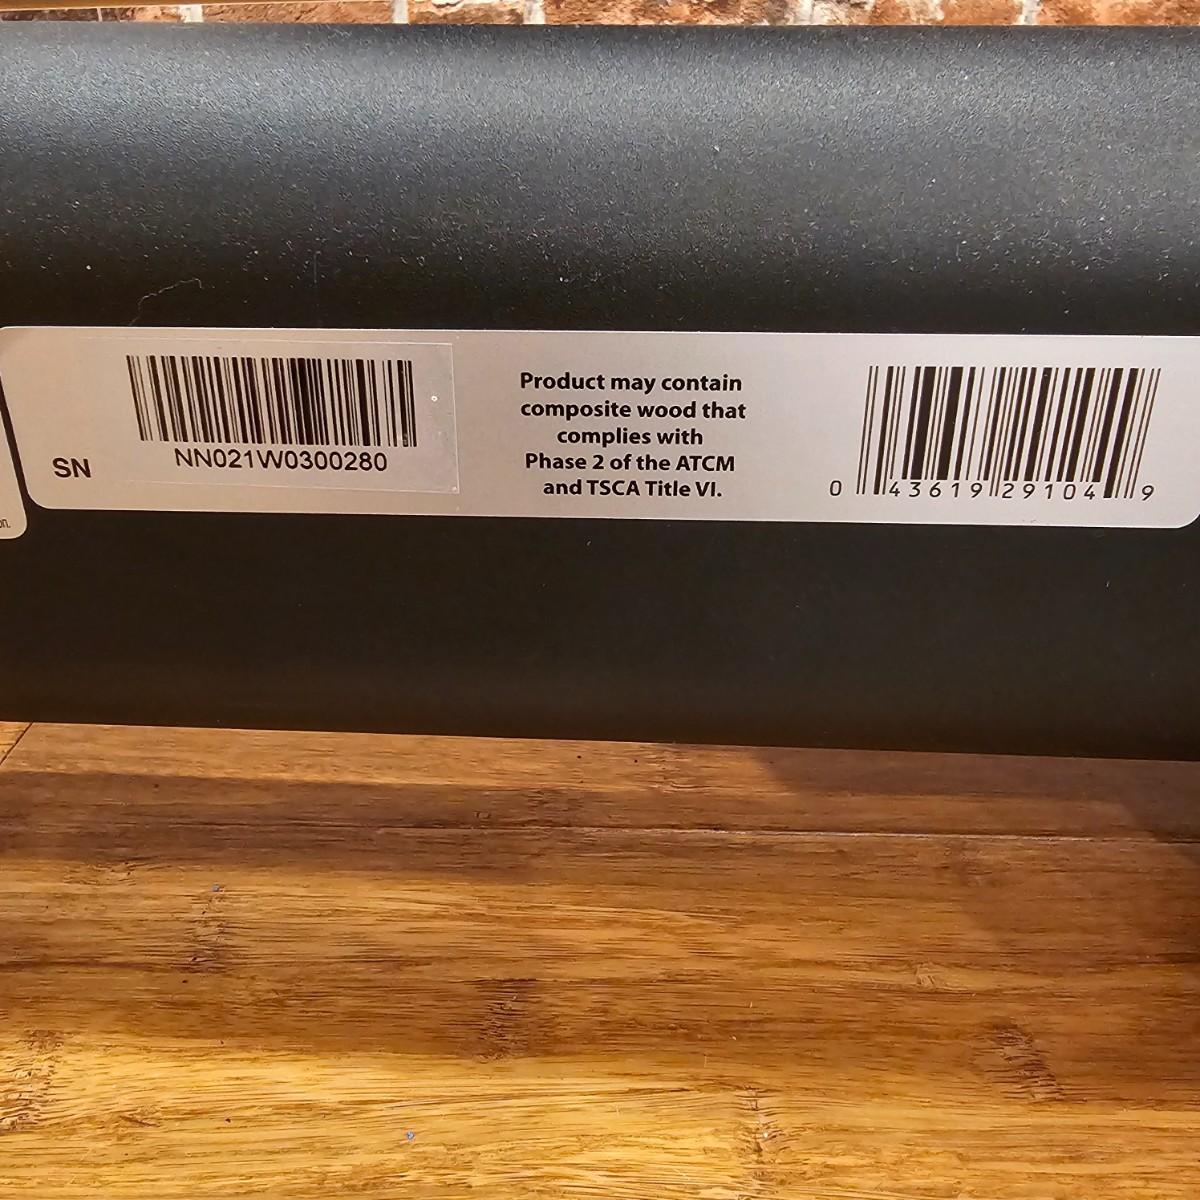 SN
NN021W0300280
Product may contain
composite wood that
complies with
Phase 2 of the ATCM
and TSCA Title VI.
0 43619 29104 9